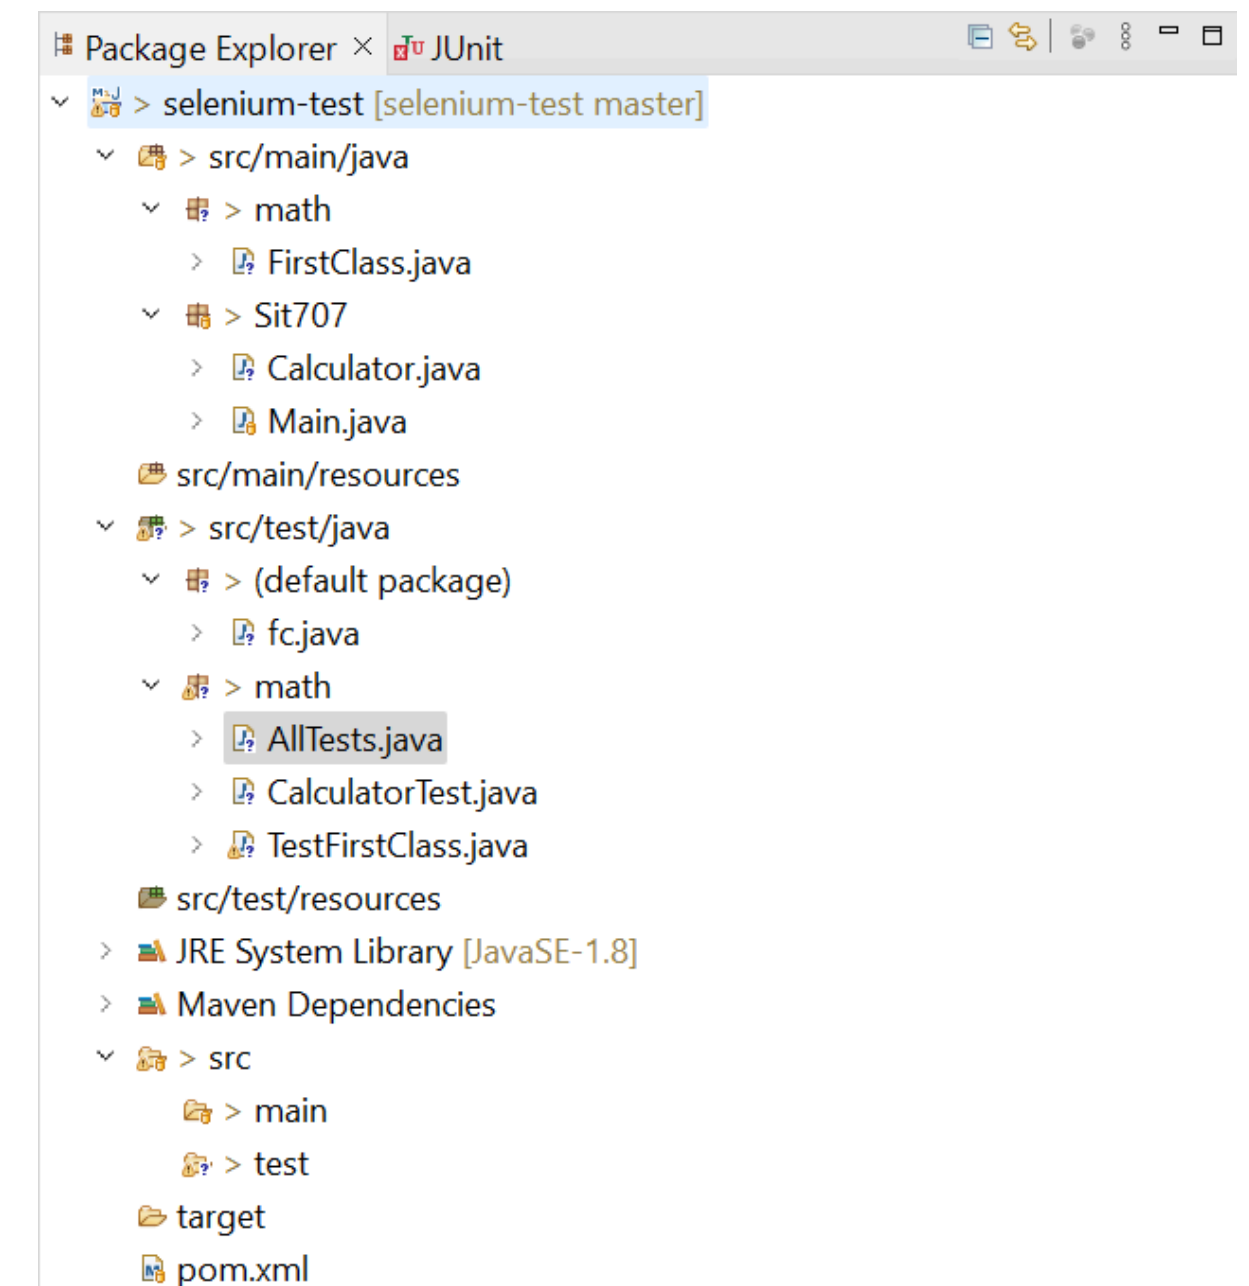 Package Explorer × JUnit
> selenium-test [selenium-test master]
> src/main/java
> math
FirstClass.java
> Sit707
Calculator.java
Main.java
src/main/resources
> src/test/java
> (default package)
fc.java
> math
AllTests.java
CalculatorTest.java
TestFirstClass.java
src/test/resources
JRE System Library [JavaSE-1.8]
Maven Dependencies
> src
> main
> test
target
pom.xml